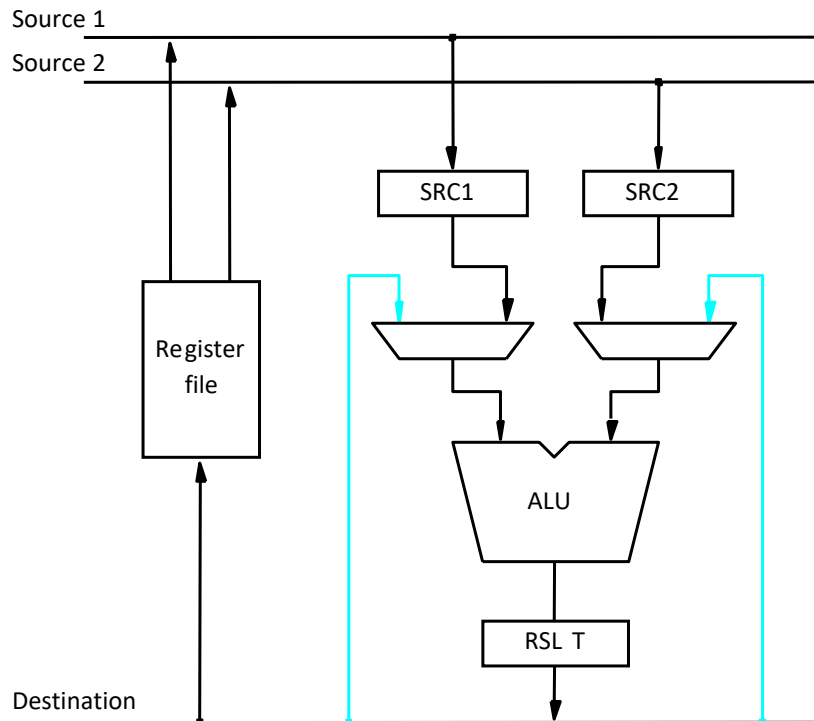 Source 1
Source 2
SRC1
SRC2
Register
file
ALU
RSL T
Destination